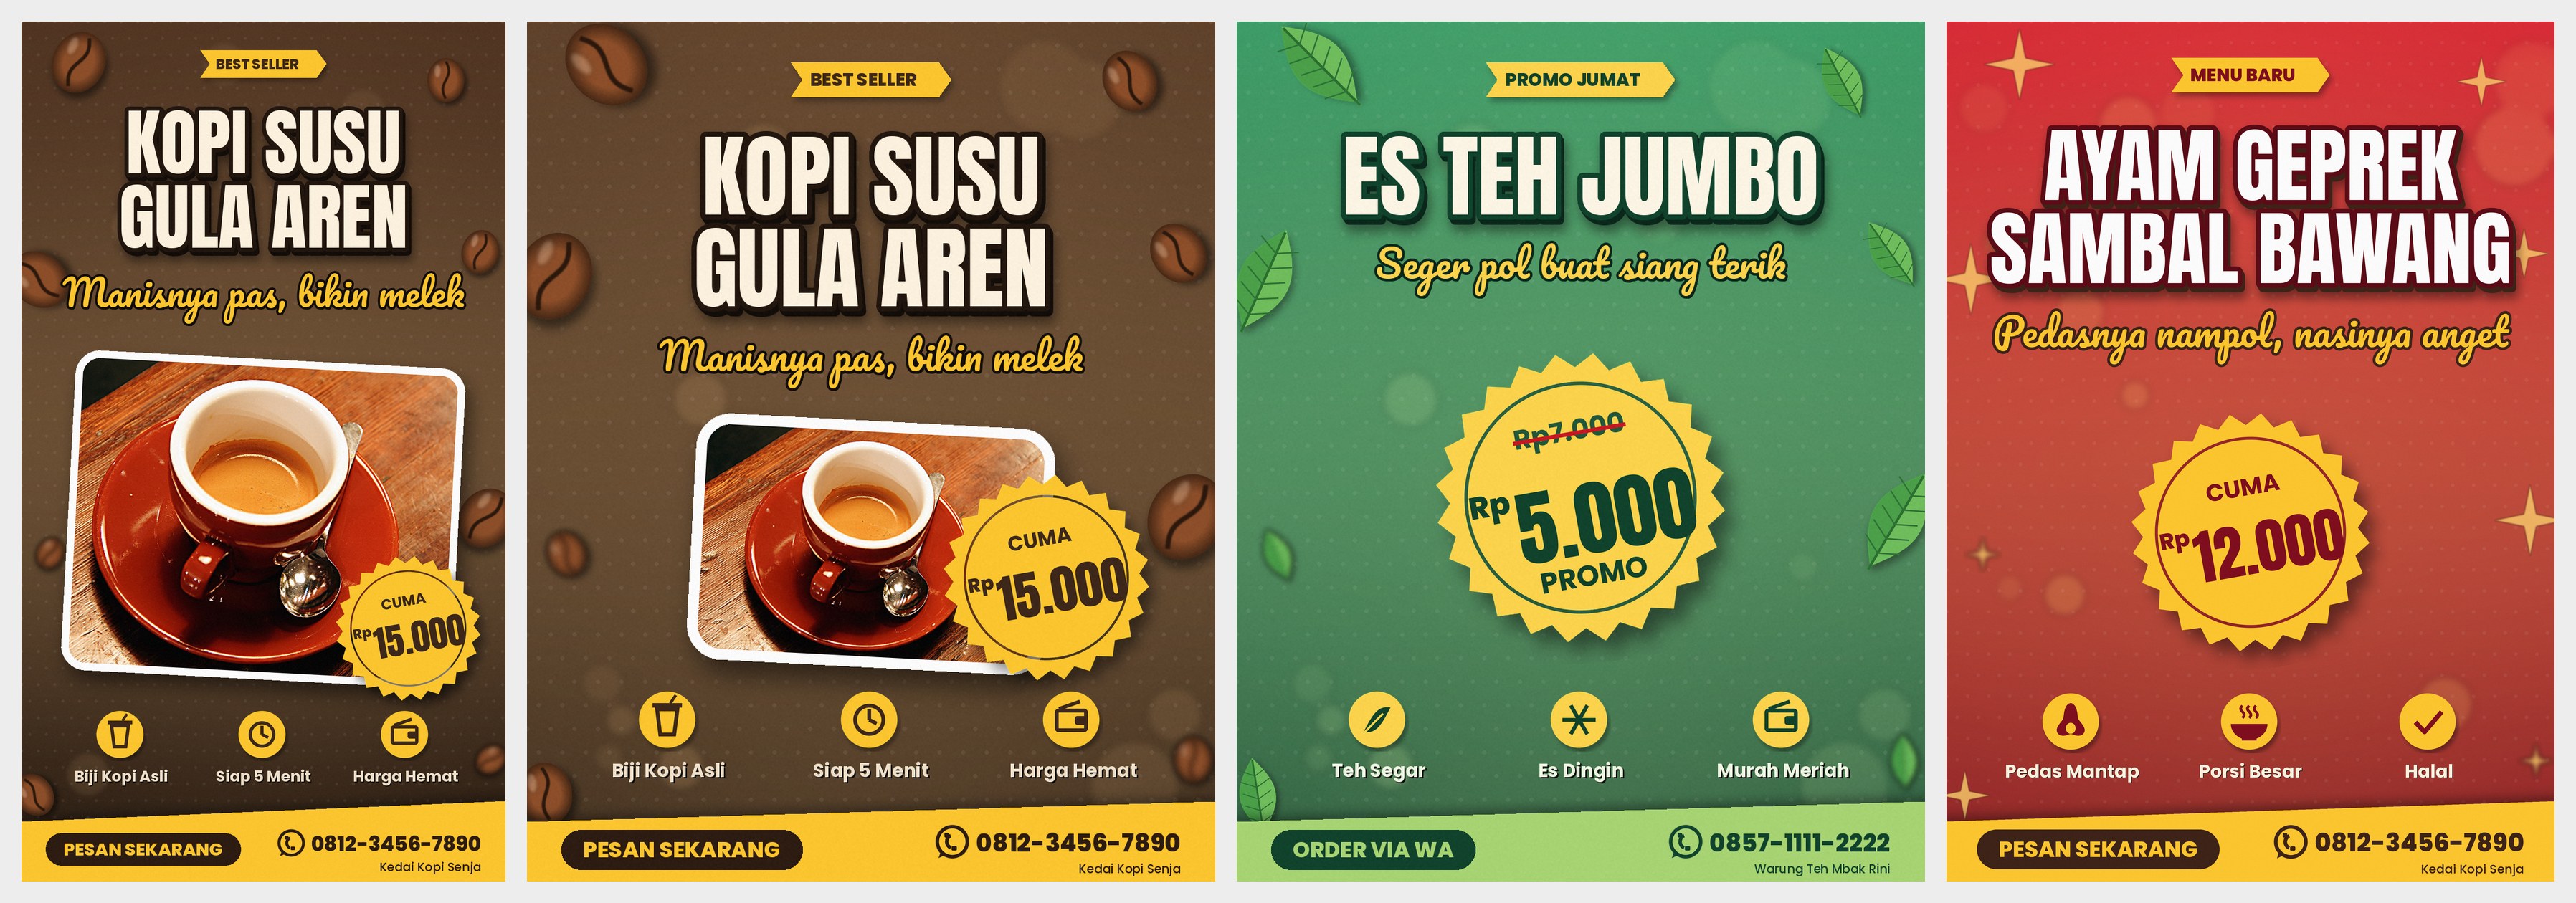 BEST SELLER
KOPI SUSU
GULA AREN
Manisnya pas, bikin melek
CUMA
Rp15.000
Biji Kopi Asli
Siap 5 Menit
Harga Hemat
PESAN SEKARANG
0812-3456-7890
Kedai Kopi Senja
BEST SELLER
KOPI SUSU
GULA AREN
Manisnya pas, bikin melek
CUMA
Rp15.000
Biji Kopi Asli
Siap 5 Menit
Harga Hemat
PESAN SEKARANG
0812-3456-7890
Kedai Kopi Senja
PROMO JUMAT
ES TEH JUMBO
Seger pol buat siang terik
Rp7.000
Rp5.000
PROMO
Teh Segar
Es Dingin
Murah Meriah
ORDER VIA WA
0857-1111-2222
Warung Teh Mbak Rini
MENU BARU
AYAM GEPREK
SAMBAL BAWANG
Pedasnya nampol, nasinya anget
CUMA
Rp12.000
Pedas Mantap
Porsi Besar
Halal
PESAN SEKARANG
0812-3456-7890
Kedai Kopi Senja